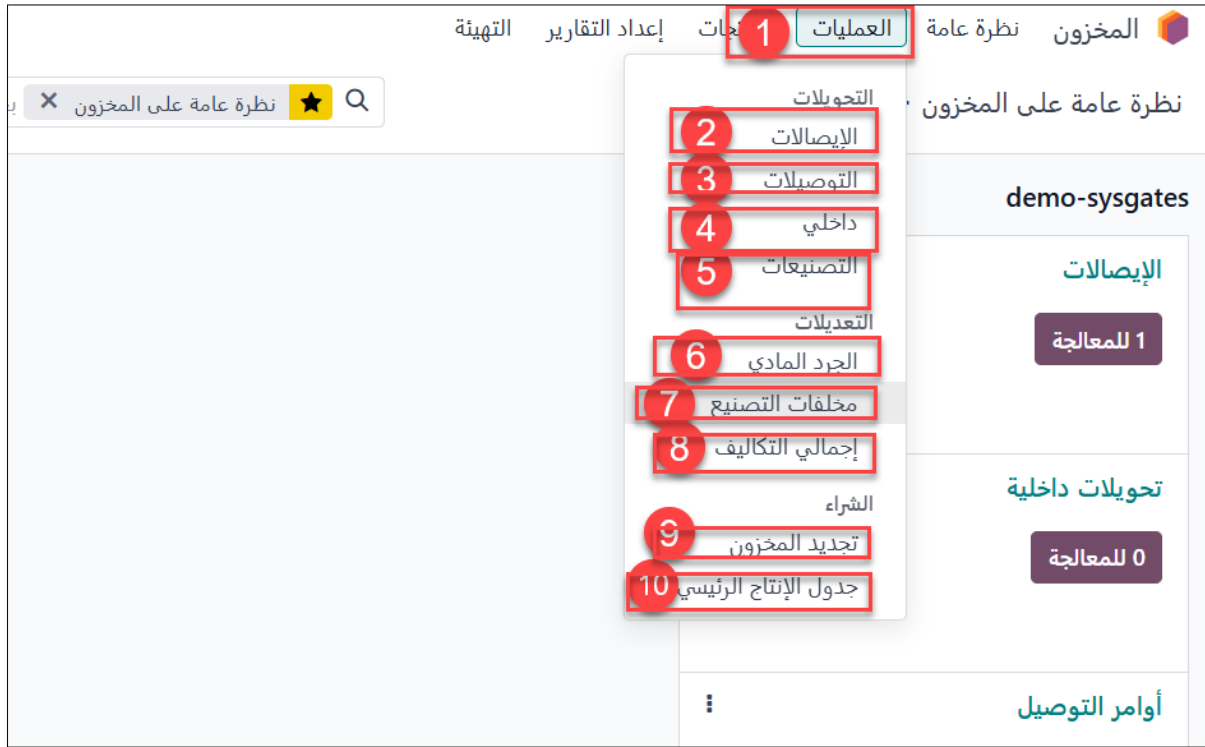 المخزون نظرة عامة العمليات 1 إعداد التقارير التهيئة
نظرة عامة على المخزون
نظرة عامة على المخزون ×
التحويلات
2 الإيصالات
3 التوصيلات
4 داخلي
5 التصنيعات
التعديلات
6 الجرد المادي
7 مخلفات التصنيع
8 إجمالي التكاليف
الشراء
9 تجديد المخزون
10 جدول الإنتاج الرئيسي
demo-sysgates
الإيصالات
1 للمعالجة
تحويلات داخلية
0 للمعالجة
أوامر التوصيل